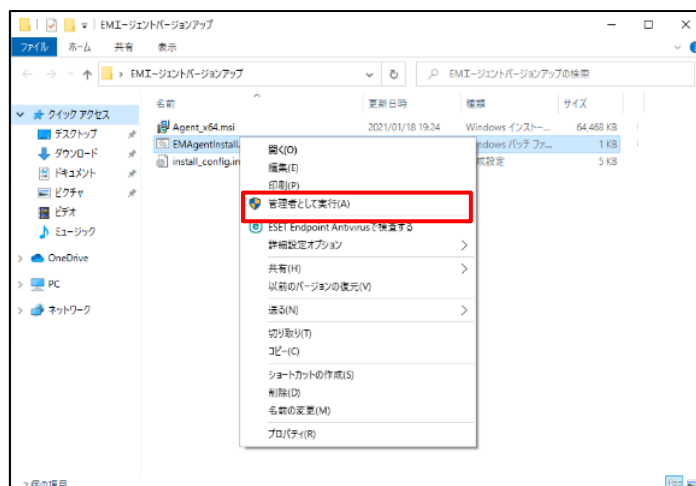 EMエージェントバージョンアップ
ファイル ホーム 共有 表示
EMエージェントバージョンアップ
EMエージェントバージョンアップの検索
名前 更新日時 種類 サイズ
クイック アクセス
デスクトップ
ダウンロード
ドキュメント
ピクチャ
ビデオ
ミュージック
OneDrive
PC
ネットワーク
Agent_x64.msi 2021/01/18 19:24 Windows インストー... 64,468 KB
EMAgentInstall. ndows バッチ ファ... 1 KB
install_config.in 成設定 5 KB
開く(O)
編集(E)
印刷(P)
管理者として実行(A)
ESET Endpoint Antivirusで検査する
詳細設定オプション
共有(H)
以前のバージョンの復元(V)
送る(N)
切り取り(T)
コピー(C)
ショートカットの作成(S)
削除(D)
名前の変更(M)
プロパティ(R)
個の項目